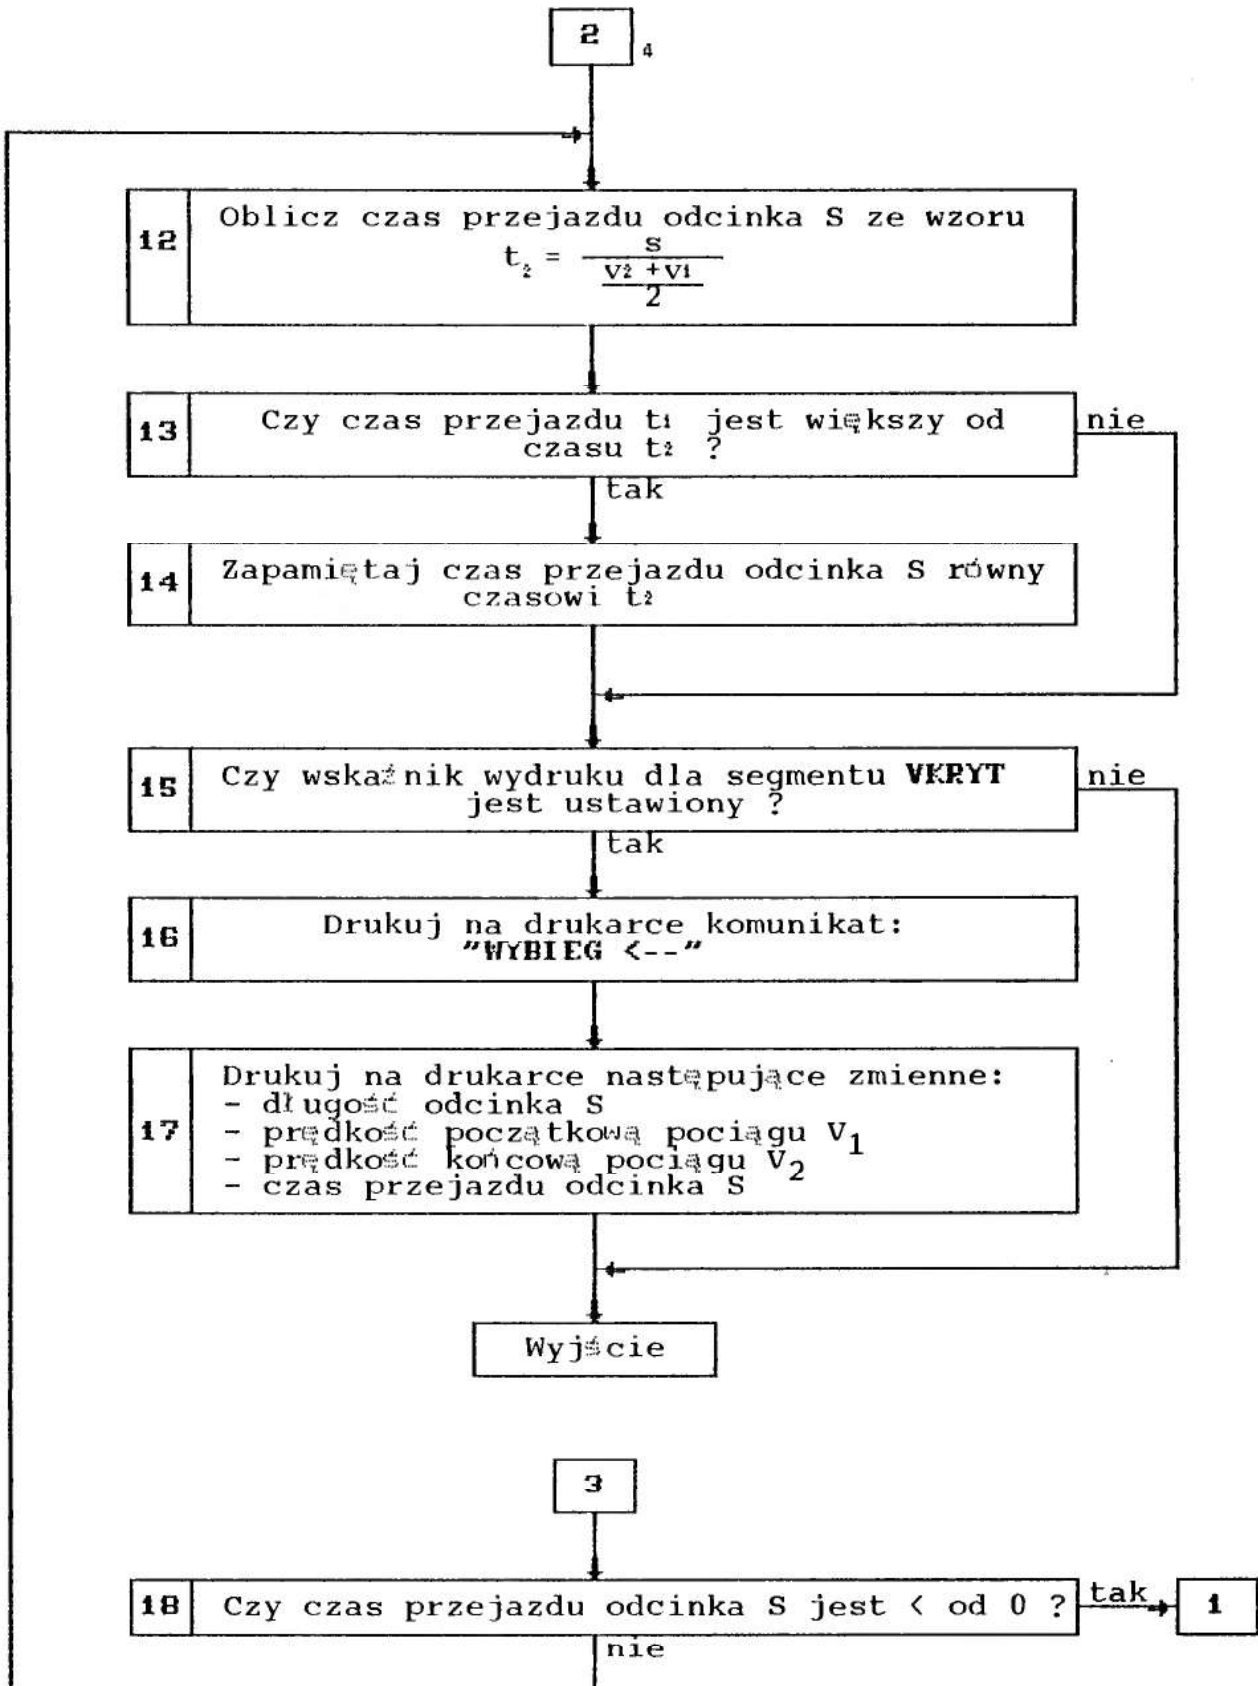 2
4
12
Oblicz czas przejazdu odcinka S ze wzoru
t₂ = S
V2 + V1
2
13
Czy czas przejazdu t1 jest większy od
czasu t2 ?
nie
tak
14
Zapamiętaj czas przejazdu odcinka S równy
czasowi t2
15
Czy wskaźnik wydruku dla segmentu VKRYT
jest ustawiony ?
nie
tak
16
Drukuj na drukarce komunikat:
"WYBIEG <--"
17
Drukuj na drukarce następujące zmienne:
- długość odcinka S
- prędkość początkową pociągu V₁
- prędkość końcową pociągu V₂
- czas przejazdu odcinka S
Wyjście
3
18
Czy czas przejazdu odcinka S jest < od 0 ?
tak
1
nie